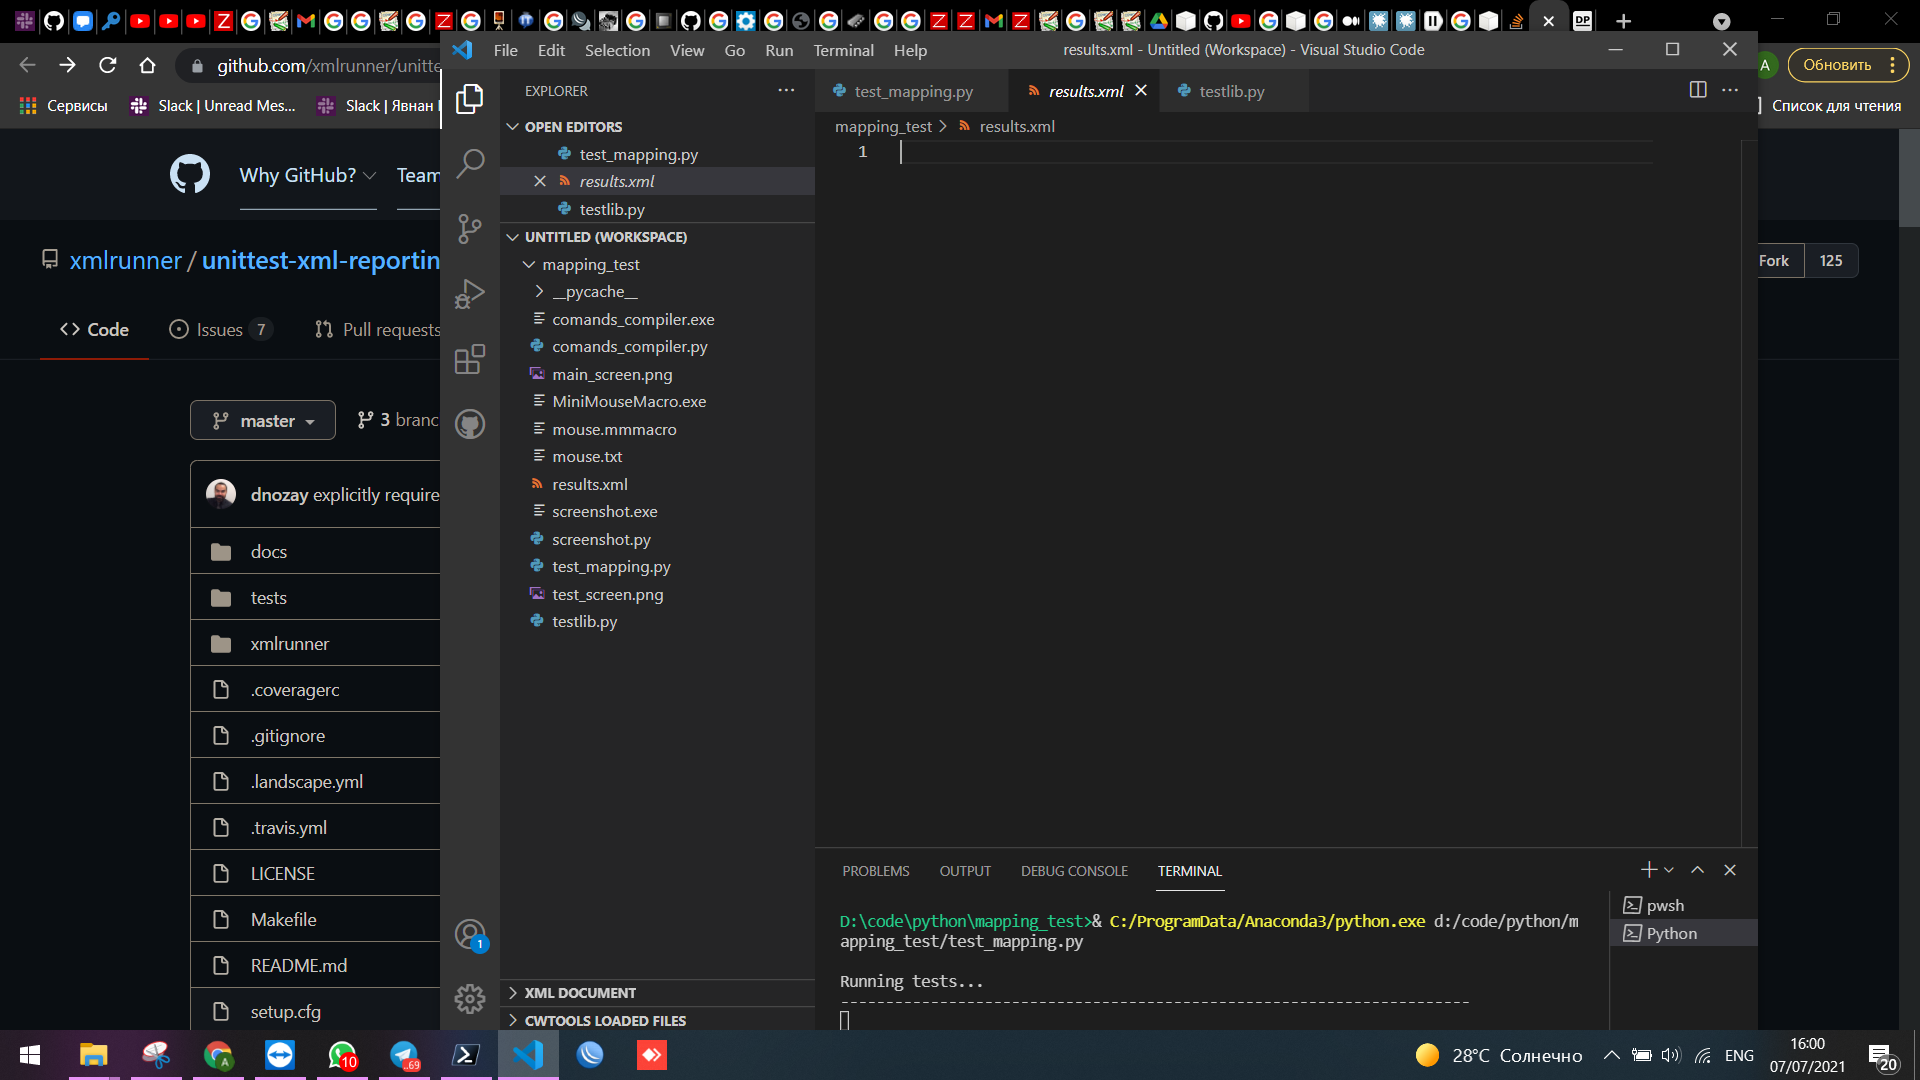 File Edit Selection View Go Run Terminal Help
results.xml - Untitled (Workspace) - Visual Studio Code
github.com/xmlrunner/unitte
A
Обновить
Сервисы
Slack | Unread Mes...
Slack | Явнан
Список для чтения
Why GitHub?
Team
xmlrunner / unittest-xml-reportin
Fork 125
Code
Issues 7
Pull requests
master
3 branc
dnozay explicitly require
docs
tests
xmlrunner
.coveragerc
.gitignore
.landscape.yml
.travis.yml
LICENSE
Makefile
README.md
setup.cfg
EXPLORER
OPEN EDITORS
test_mapping.py
results.xml
testlib.py
UNTITLED (WORKSPACE)
mapping_test
__pycache__
comands_compiler.exe
comands_compiler.py
main_screen.png
MiniMouseMacro.exe
mouse.mmmacro
mouse.txt
results.xml
screenshot.exe
screenshot.py
test_mapping.py
test_screen.png
testlib.py
XML DOCUMENT
CWTOOLS LOADED FILES
1
test_mapping.py
results.xml
testlib.py
mapping_test > results.xml
1
PROBLEMS OUTPUT DEBUG CONSOLE TERMINAL
D:\code\python\mapping_test>& C:/ProgramData/Anaconda3/python.exe d:/code/python/m
apping_test/test_mapping.py
Running tests...
----------------------------------------------------------------------
pwsh
Python
10
69
28°C Солнечно
ENG
16:00
07/07/2021
20
DP